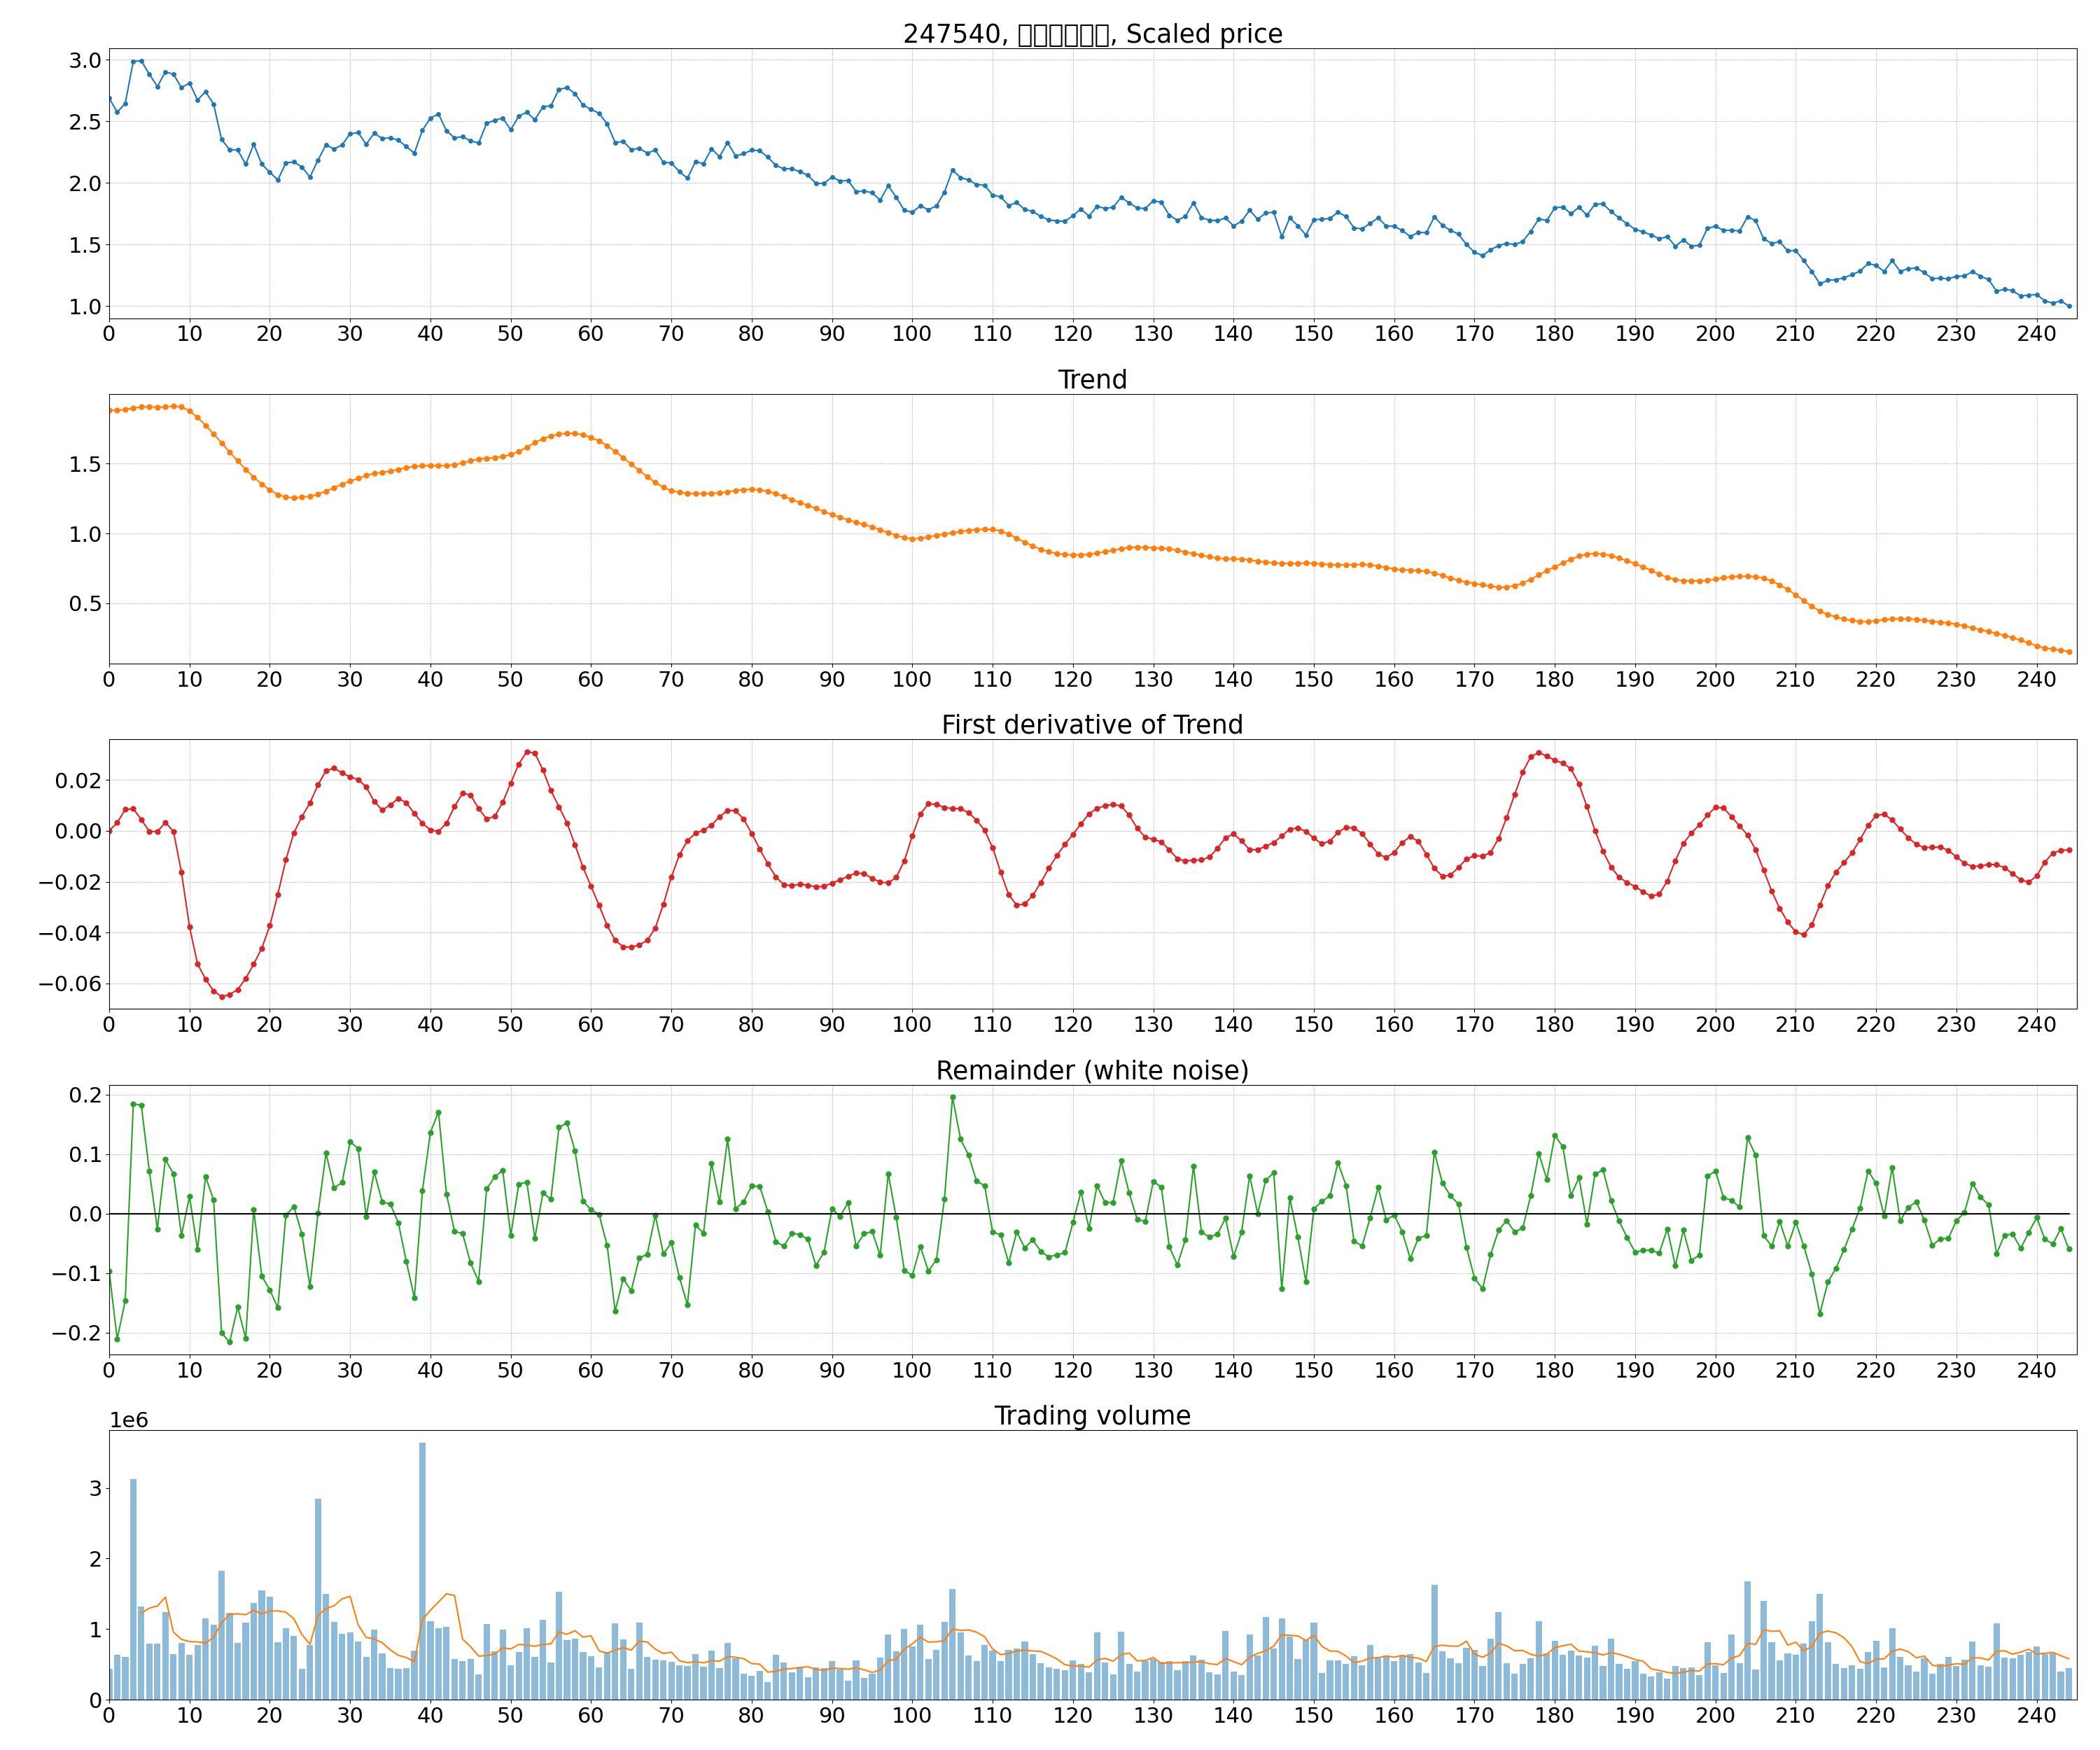 247540, □□□□□□, Scaled price
3.0
2.5
2.0
1.5
1.0
0 10 20 30 40 50 60 70 80 90 100 110 120 130 140 150 160 170 180 190 200 210 220 230 240
Trend
1.5
1.0
0.5
0 10 20 30 40 50 60 70 80 90 100 110 120 130 140 150 160 170 180 190 200 210 220 230 240
First derivative of Trend
0.02
0.00
−0.02
−0.04
−0.06
0 10 20 30 40 50 60 70 80 90 100 110 120 130 140 150 160 170 180 190 200 210 220 230 240
Remainder (white noise)
0.2
0.1
0.0
−0.1
−0.2
0 10 20 30 40 50 60 70 80 90 100 110 120 130 140 150 160 170 180 190 200 210 220 230 240
Trading volume
1e6
3
2
1
0
0 10 20 30 40 50 60 70 80 90 100 110 120 130 140 150 160 170 180 190 200 210 220 230 240